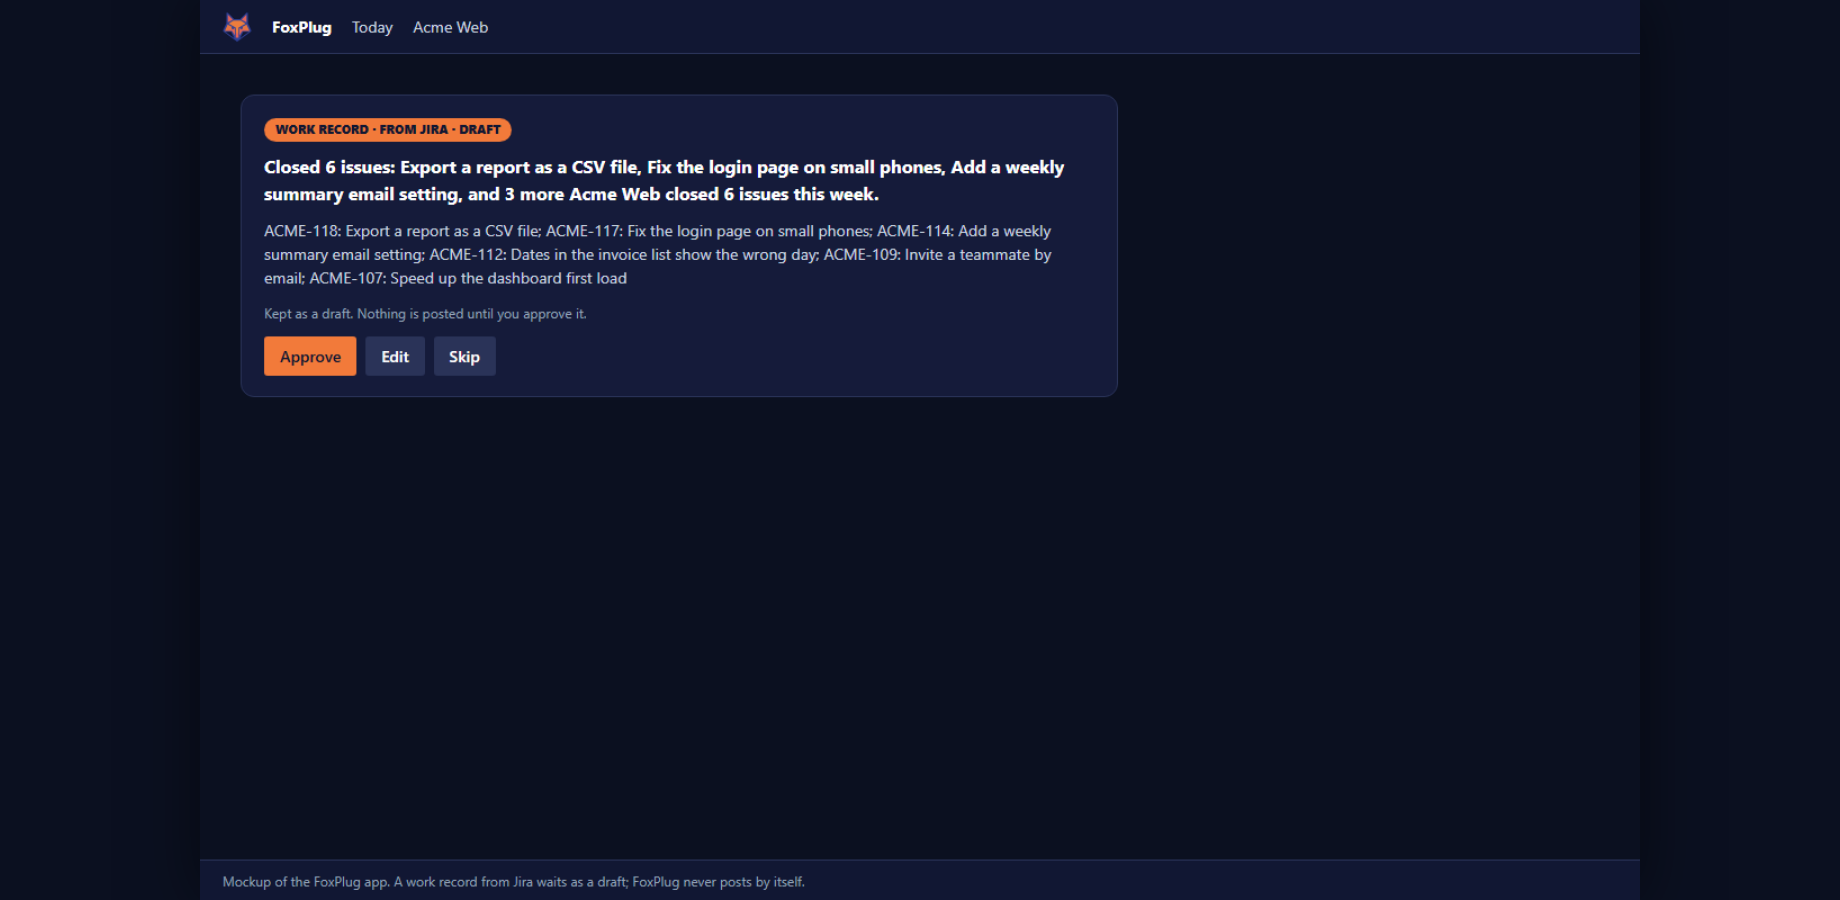 FoxPlug Today Acme Web
WORK RECORD · FROM JIRA · DRAFT
Closed 6 issues: Export a report as a CSV file, Fix the login page on small phones, Add a weekly
summary email setting, and 3 more Acme Web closed 6 issues this week.
ACME-118: Export a report as a CSV file; ACME-117: Fix the login page on small phones; ACME-114: Add a weekly
summary email setting; ACME-112: Dates in the invoice list show the wrong day; ACME-109: Invite a teammate by
email; ACME-107: Speed up the dashboard first load
Kept as a draft. Nothing is posted until you approve it.
Approve Edit Skip
Mockup of the FoxPlug app. A work record from Jira waits as a draft; FoxPlug never posts by itself.